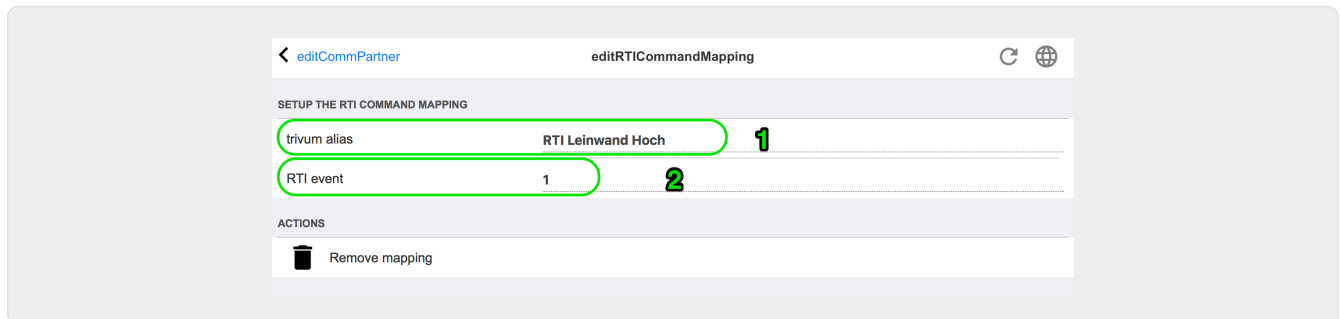 editCommPartner editRTICommandMapping
SETUP THE RTI COMMAND MAPPING
trivum alias RTI Leinwand Hoch 1
RTI event 1 2
ACTIONS
Remove mapping